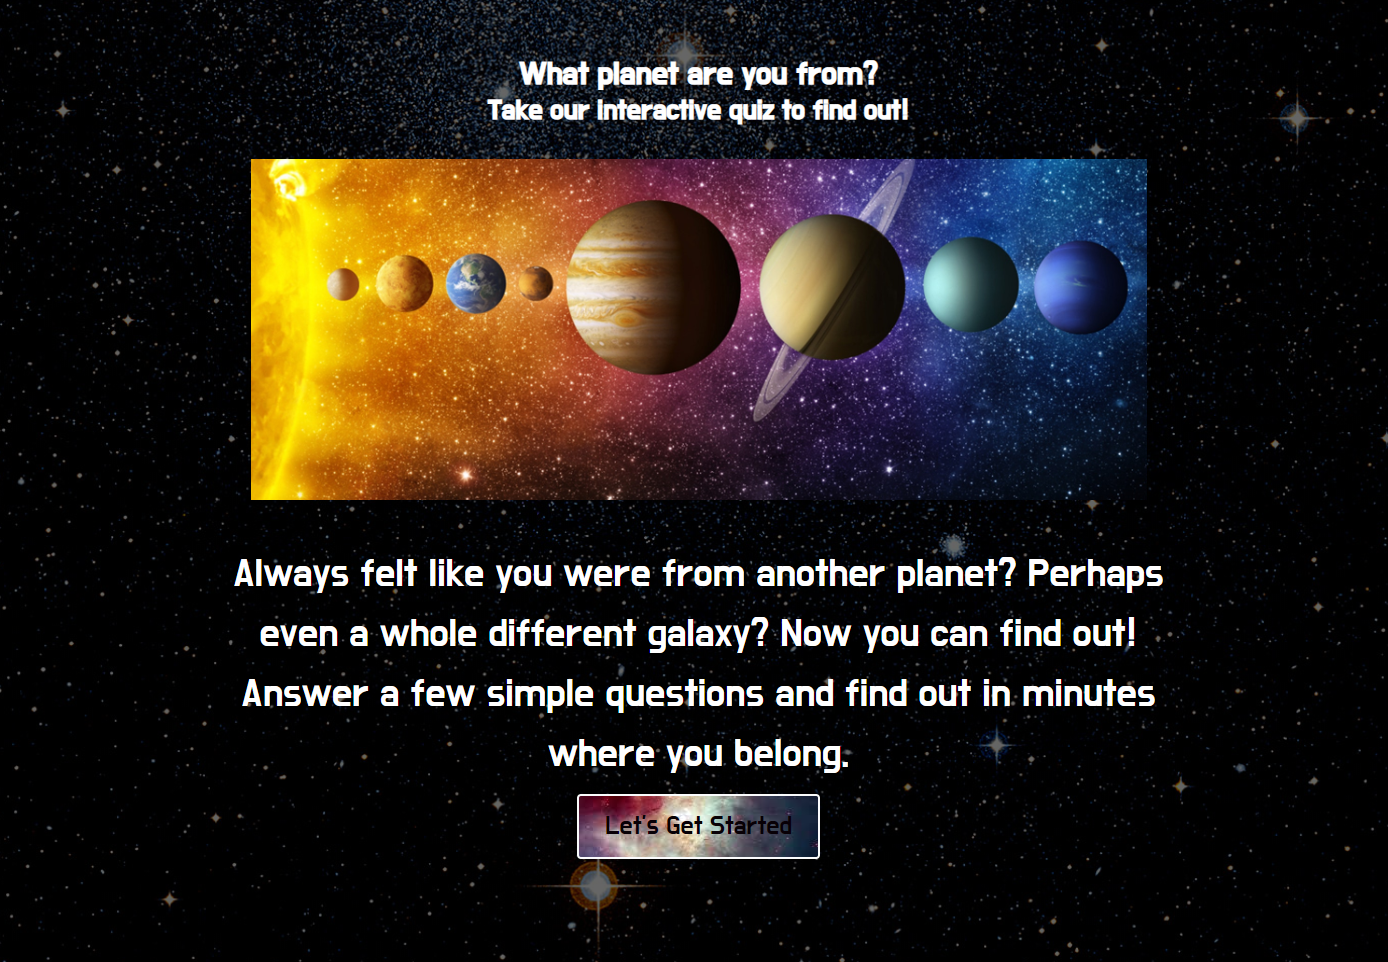 What planet are you from?
Take our interactive quiz to find out!
Always felt like you were from another planet? Perhaps
even a whole different galaxy? Now you can find out!
Answer a few simple questions and find out in minutes
where you belong.
Let's Get Started